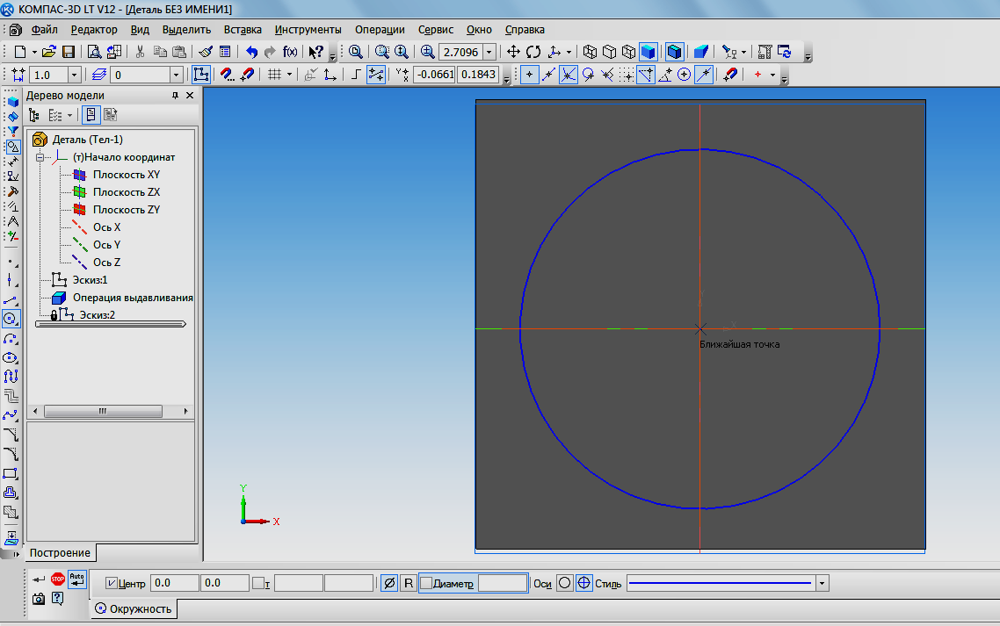 КОМПАС-3D LT V12 - [Деталь БЕЗ ИМЕНИ1]
Файл Редактор Вид Выделить Вставка Инструменты Операции Сервис Окно Справка
f(x) 2.7096
1.0 0 -0.0661 0.1843
Дерево модели
Деталь (Тел-1)
(т)Начало координат
Плоскость XY
Плоскость ZX
Плоскость ZY
Ось X
Ось Y
Ось Z
Эскиз:1
Операция выдавливания
Эскиз:2
Ближайшая точка
Y
X
Построение
STOP Auto Центр 0.0 0.0 т Ø R Диаметр Оси Стиль
Окружность